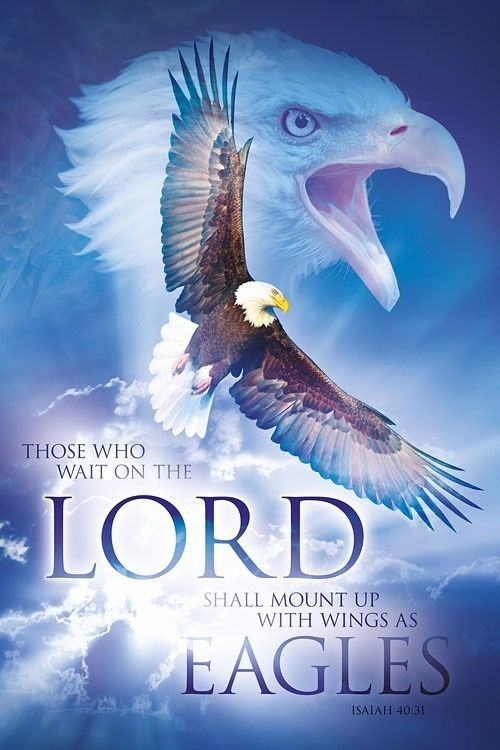 THOSE WHO
WAIT ON THE
LORD
SHALL MOUNT UP
WITH WINGS AS
EAGLES
ISAIAH 40:31